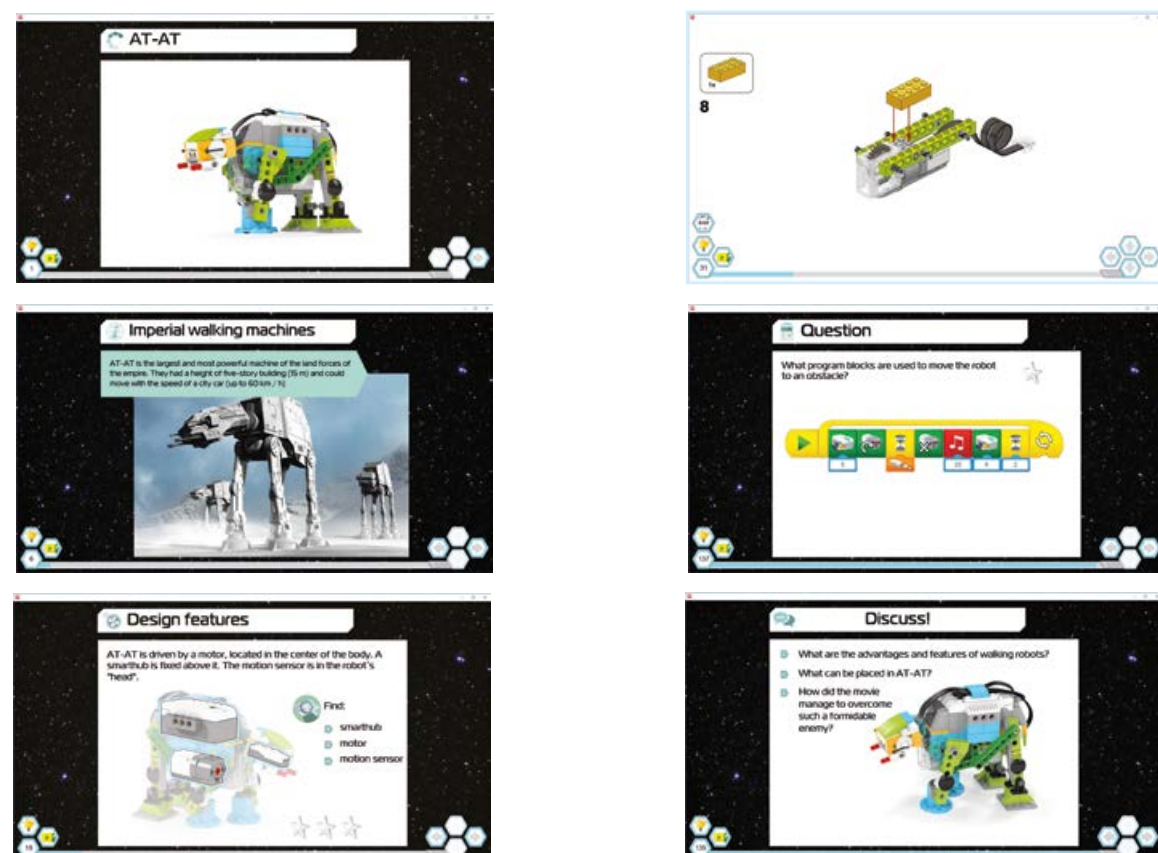 AT-AT
1
1x
8
31
Imperial walking machines
AT-AT is the largest and most powerful machine of the land forces of
the empire. They had a height of five-story building (15 m) and could
move with the speed of a city car (up to 60 km / h)
6
Question
What program blocks are used to move the robot
to an obstacle?
137
Design features
AT-AT is driven by a motor, located in the center of the body. A
smarthub is fixed above it. The motion sensor is in the robot's
"head".
Find:
smarthub
motor
motion sensor
Discuss!
What are the advantages and features of walking robots?
What can be placed in AT-AT?
How did the movie
manage to overcome
such a formidable
enemy?